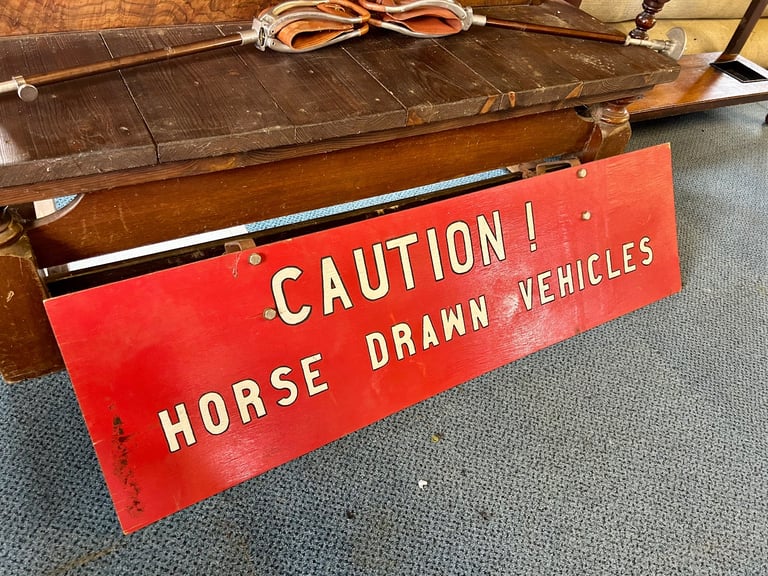 CAUTION !
HORSE DRAWN VEHICLES